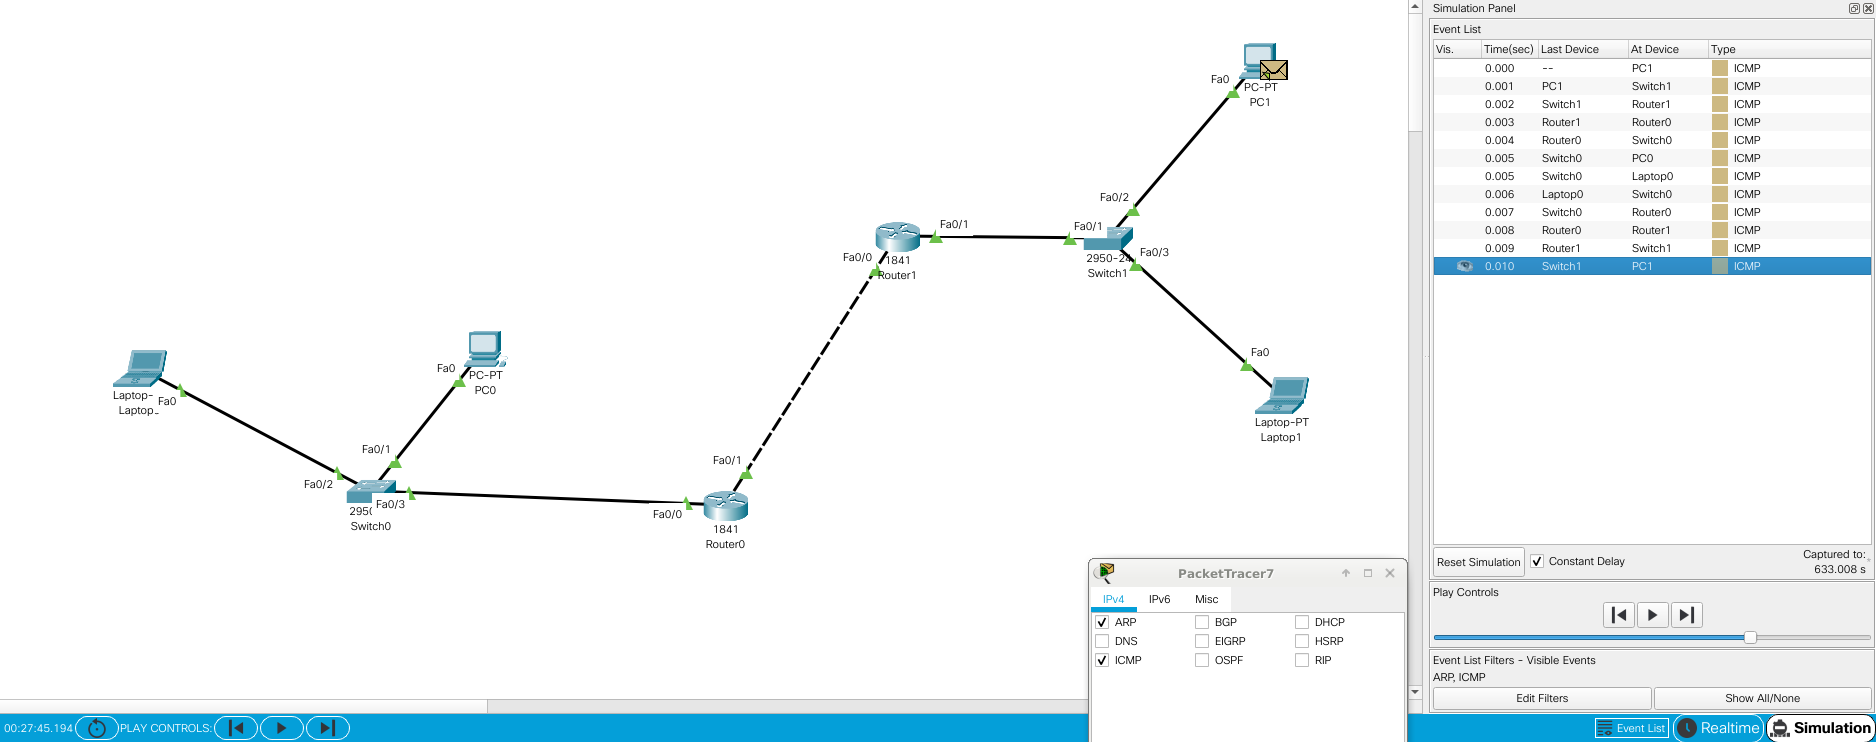 Simulation Panel
Event List
Vis. Time(sec) Last Device At Device Type
0.000 -- PC1 ICMP
0.001 PC1 Switch1 ICMP
0.002 Switch1 Router1 ICMP
0.003 Router1 Router0 ICMP
0.004 Router0 Switch0 ICMP
0.005 Switch0 PC0 ICMP
0.005 Switch0 Laptop0 ICMP
0.006 Laptop0 Switch0 ICMP
0.007 Switch0 Router0 ICMP
0.008 Router0 Router1 ICMP
0.009 Router1 Switch1 ICMP
0.010 Switch1 PC1 ICMP
Reset Simulation Constant Delay Captured to:
633.008 s
Play Controls
Event List Filters - Visible Events
ARP, ICMP
Edit Filters Show All/None
Fa0
PC-PT
PC1
Fa0/2
Fa0/1
Fa0/1
Fa0/3
2950-24
Switch1
Fa0/0
1841
Router1
Fa0
Laptop-PT
Laptop1
Fa0
PC-PT
PC0
Laptop-
Fa0
Laptop..
Fa0/1
Fa0/2
Fa0/3
295
Switch0
Fa0/1
Fa0/0
1841
Router0
PacketTracer7
IPv4 IPv6 Misc
ARP BGP DHCP
DNS EIGRP HSRP
ICMP OSPF RIP
00:27:45.194 PLAY CONTROLS: Event List Realtime Simulation